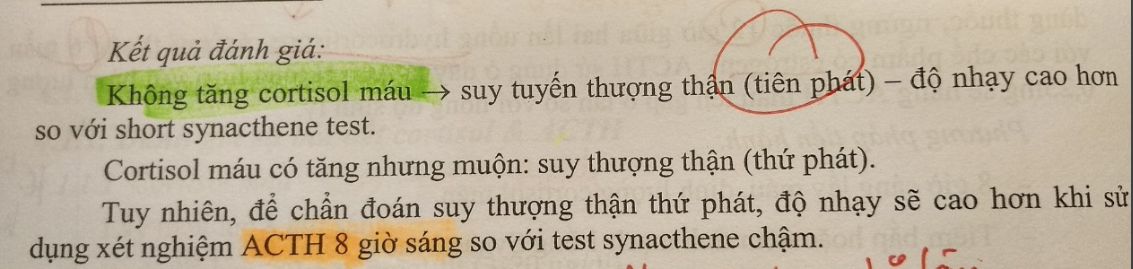 Kết quả đánh giá:
Không tăng cortisol máu → suy tuyến thượng thận (tiên phát) – độ nhạy cao hơn
so với short synacthene test.
Cortisol máu có tăng nhưng muộn: suy thượng thận (thứ phát).
Tuy nhiên, để chẩn đoán suy thượng thận thứ phát, độ nhạy sẽ cao hơn khi sử
dụng xét nghiệm ACTH 8 giờ sáng so với test synacthene chậm.